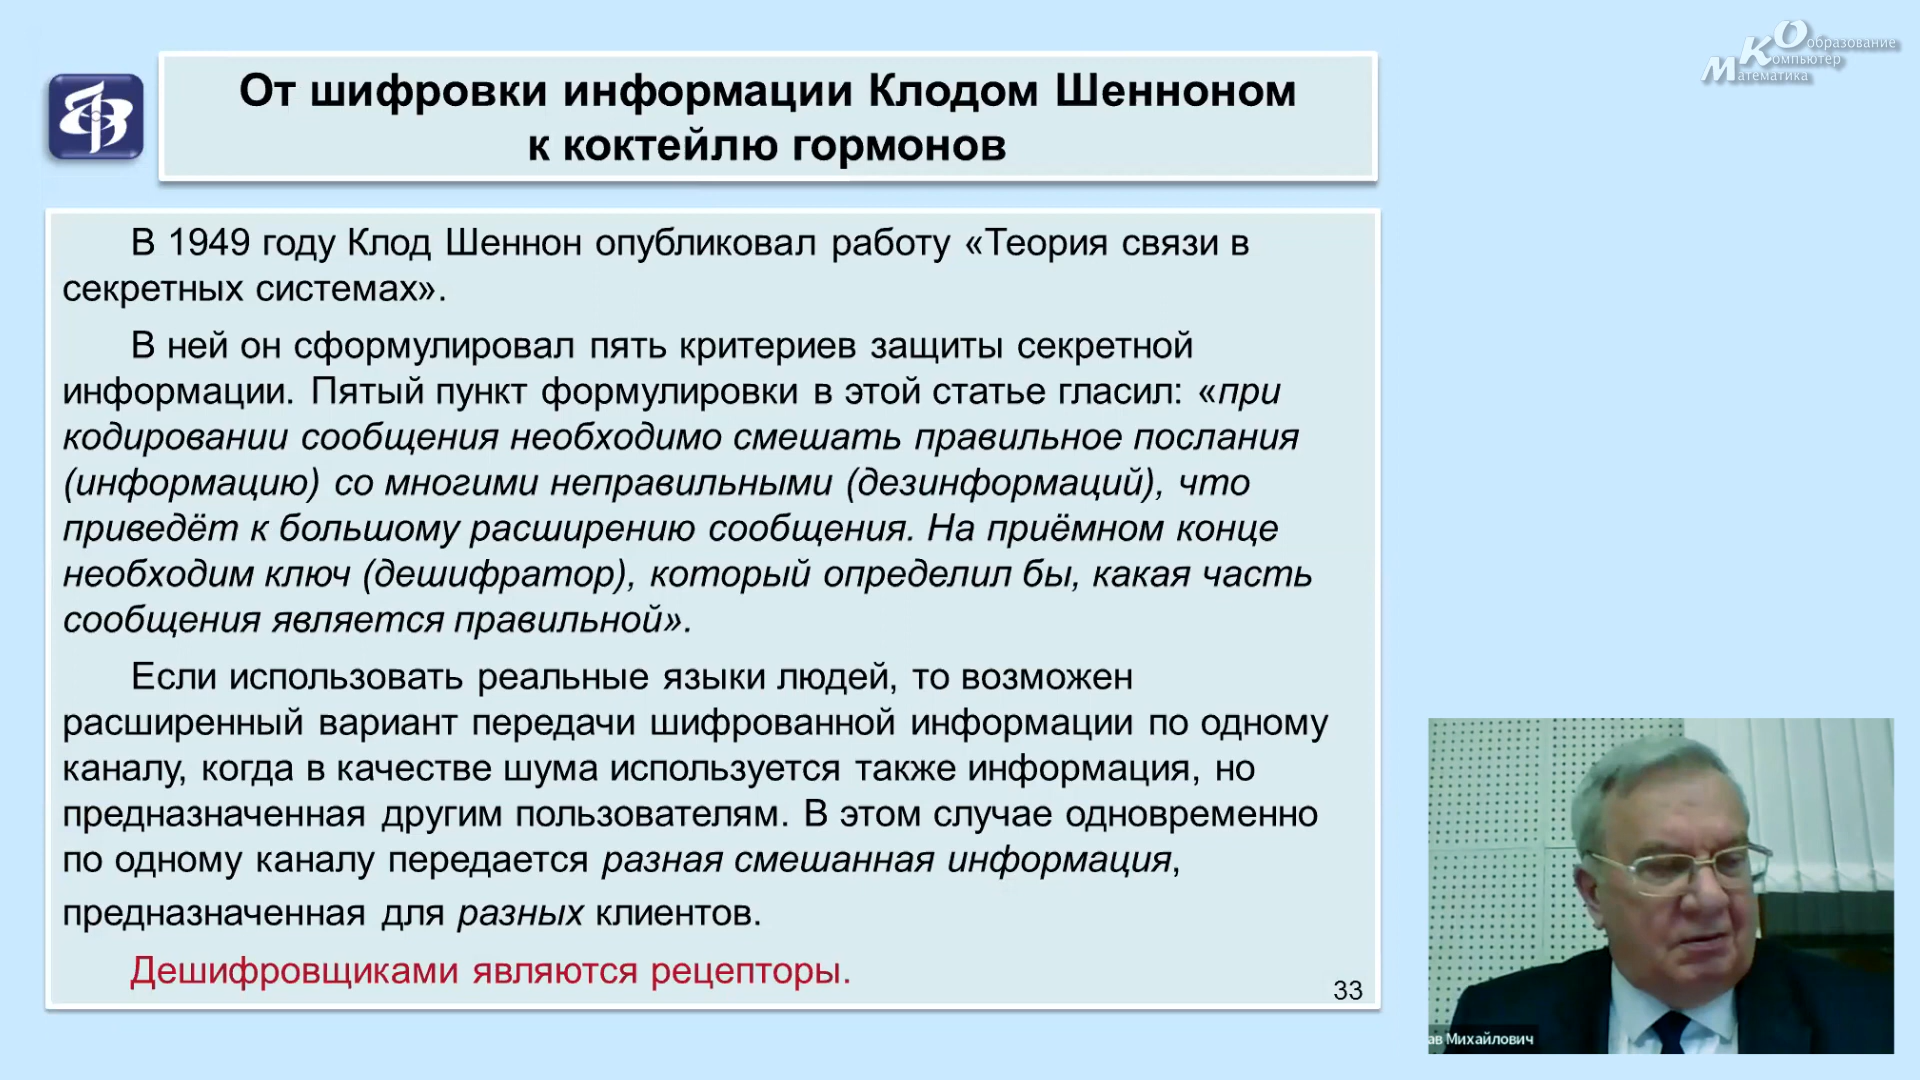 От шифровки информации Клодом Шенноном
к коктейлю гормонов
Образование
Компьютер
Математика
В 1949 году Клод Шеннон опубликовал работу «Теория связи в
секретных системах».
В ней он сформулировал пять критериев защиты секретной
информации. Пятый пункт формулировки в этой статье гласил: «при
кодировании сообщения необходимо смешать правильное послания
(информацию) со многими неправильными (дезинформаций), что
приведёт к большому расширению сообщения. На приёмном конце
необходим ключ (дешифратор), который определил бы, какая часть
сообщения является правильной».
Если использовать реальные языки людей, то возможен
расширенный вариант передачи шифрованной информации по одному
каналу, когда в качестве шума используется также информация, но
предназначенная другим пользователям. В этом случае одновременно
по одному каналу передается разная смешанная информация,
предназначенная для разных клиентов.
Дешифровщиками являются рецепторы.
33
ав Михайлович